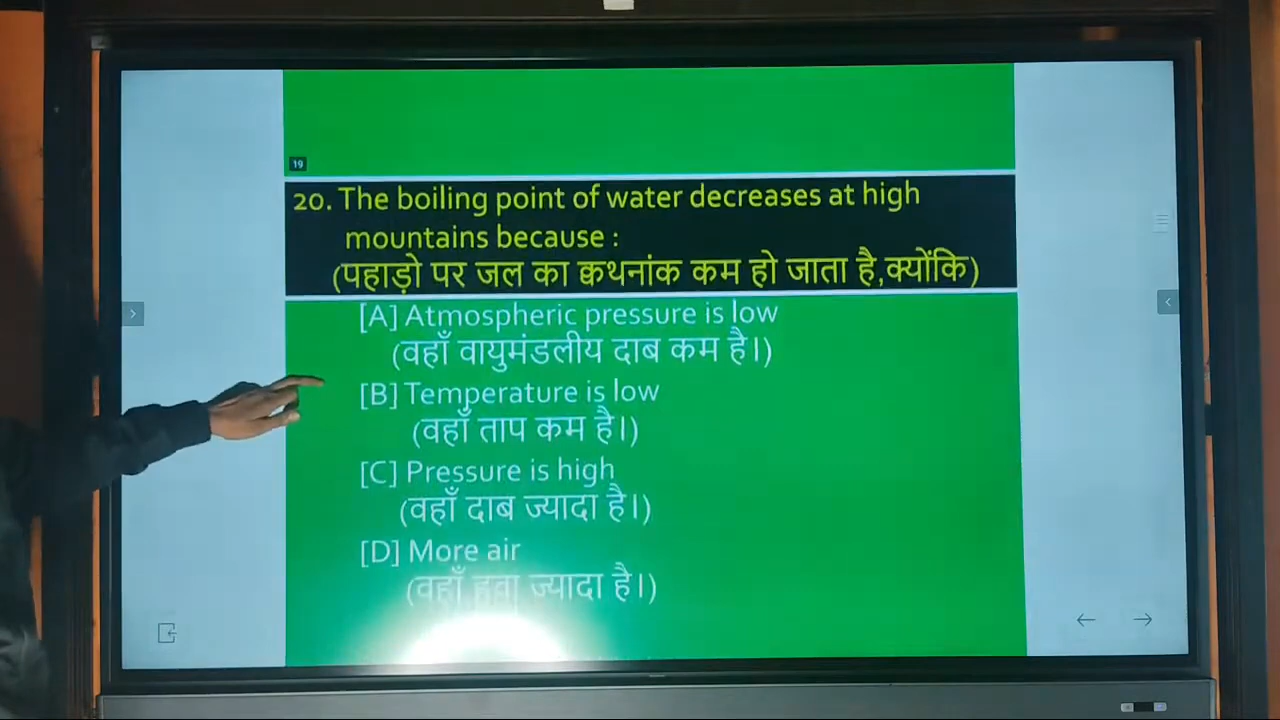 19
20. The boiling point of water decreases at high
mountains because :
(पहाड़ो पर जल का क्वथनांक कम हो जाता है,क्योंकि)
[A] Atmospheric pressure is low
(वहाँ वायुमंडलीय दाब कम है।)
[B] Temperature is low
(वहाँ ताप कम है।)
[C] Pressure is high
(वहाँ दाब ज्यादा है।)
[D] More air
(वहाँ हवा ज्यादा है।)